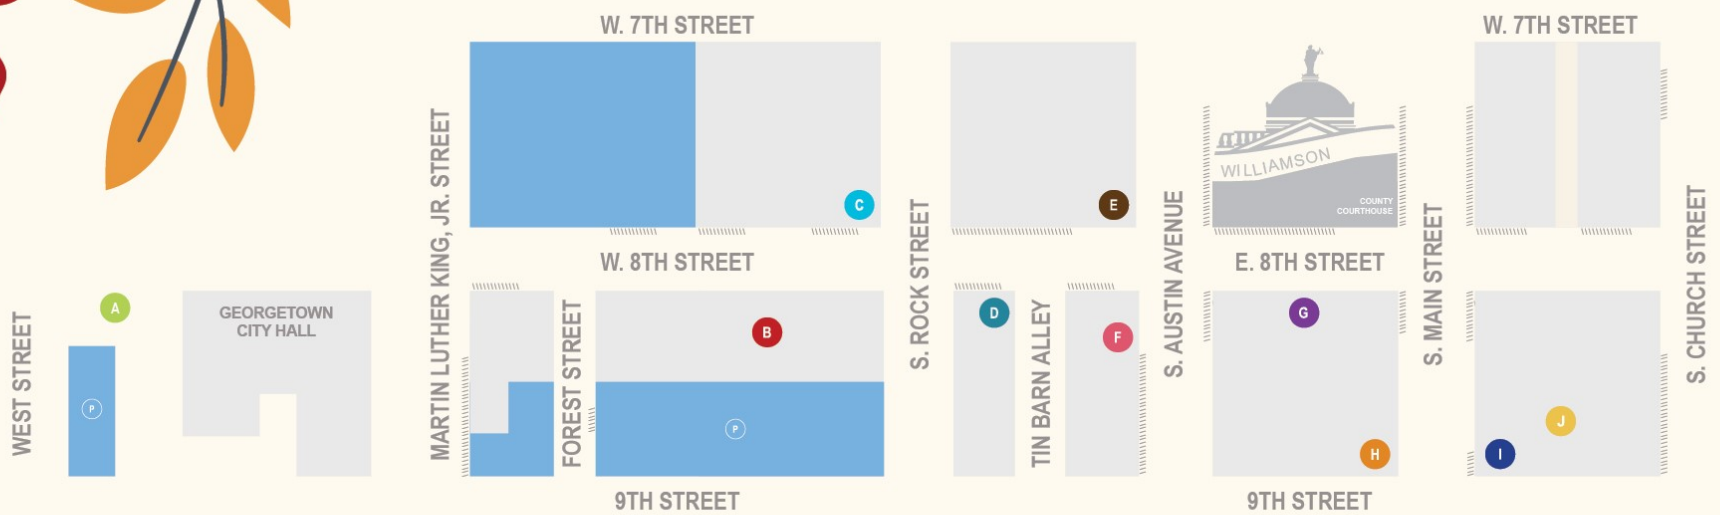 W. 7TH STREET
W. 7TH STREET
WILLIAMSON
COUNTY
COURTHOUSE
C
E
MARTIN LUTHER KING, JR. STREET
S. ROCK STREET
S. AUSTIN AVENUE
S. MAIN STREET
S. CHURCH STREET
W. 8TH STREET
E. 8TH STREET
WEST STREET
A
GEORGETOWN
CITY HALL
FOREST STREET
B
D
TIN BARN ALLEY
F
G
P
P
J
H
I
9TH STREET
9TH STREET